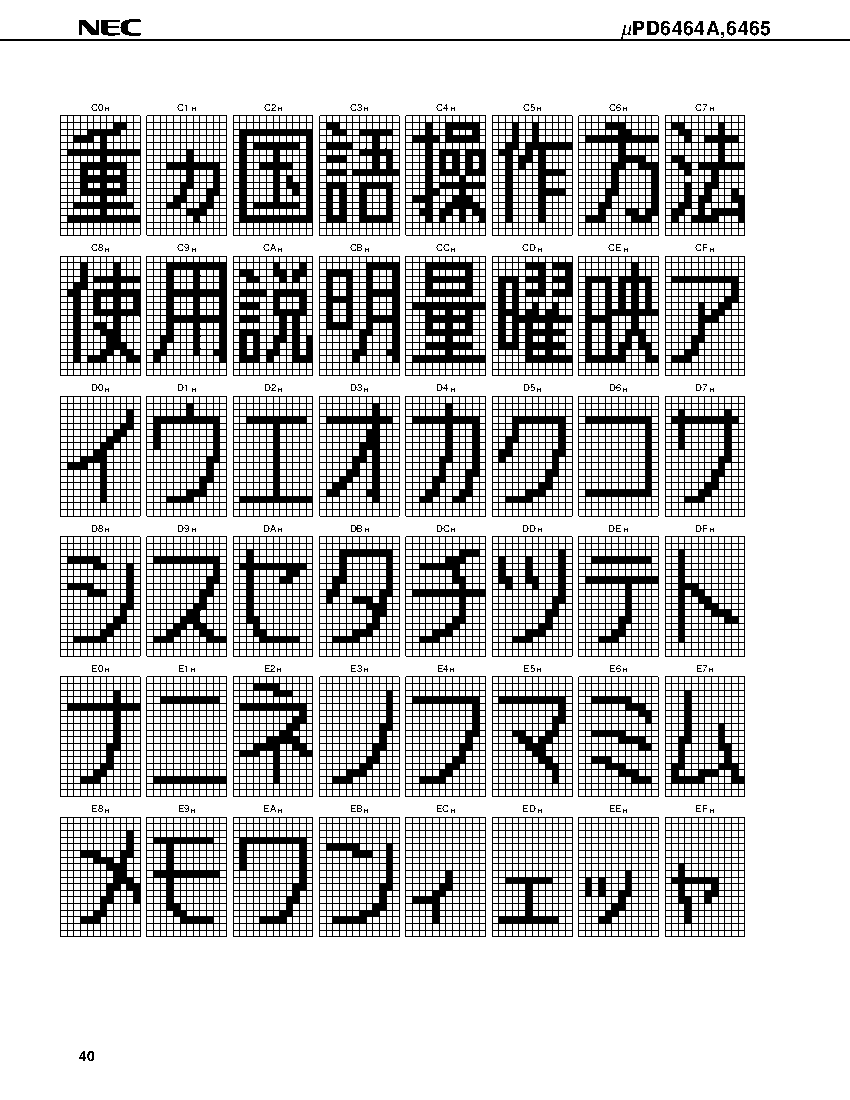 NEC μPD6464A,6465
C0H C1H C2H C3H C4H C5H C6H C7H
重 ヵ 国 語 操 作 方 法
C8H C9H CAH CBH CCH CDH CEH CFH
使 用 説 明 量 曜 映 ア
D0H D1H D2H D3H D4H D5H D6H D7H
イ ウ エ オ カ ク コ サ
D8H D9H DAH DBH DCH DDH DEH DFH
シ ス セ タ チ ツ テ ト
E0H E1H E2H E3H E4H E5H E6H E7H
ナ ニ ネ ノ フ マ ミ ム
E8H E9H EAH EBH ECH EDH EEH EFH
メ モ ワ ン ィ ェ ッ ャ
40